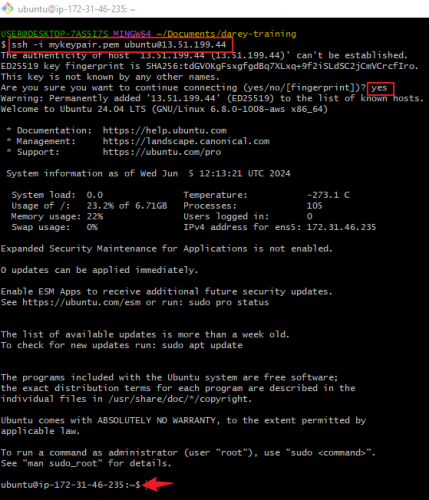 ubuntu@ip-172-31-46-235: ~
USER@DESKTOP-7A55I7S MINGW64 ~/Documents/darey-training
$ ssh -i mykeypair.pem ubuntu@13.51.199.44
The authenticity of host '13.51.199.44 (13.51.199.44)' can't be established.
ED25519 key fingerprint is SHA256:tdGVOKgFsxgfgdBq7XLxq+9f2iSLdSC2jCmVCrcfIro.
This key is not known by any other names.
Are you sure you want to continue connecting (yes/no/[fingerprint])? yes
Warning: Permanently added '13.51.199.44' (ED25519) to the list of known hosts.
Welcome to Ubuntu 24.04 LTS (GNU/Linux 6.8.0-1008-aws x86_64)
* Documentation: https://help.ubuntu.com
* Management: https://landscape.canonical.com
* Support: https://ubuntu.com/pro
System information as of Wed Jun 5 12:13:21 UTC 2024
System load: 0.0 Temperature: -273.1 C
Usage of /: 23.2% of 6.71GB Processes: 105
Memory usage: 22% Users logged in: 0
Swap usage: 0% IPv4 address for ens5: 172.31.46.235
Expanded Security Maintenance for Applications is not enabled.
0 updates can be applied immediately.
Enable ESM Apps to receive additional future security updates.
See https://ubuntu.com/esm or run: sudo pro status
The list of available updates is more than a week old.
To check for new updates run: sudo apt update
The programs included with the Ubuntu system are free software;
the exact distribution terms for each program are described in the
individual files in /usr/share/doc/*/copyright.
Ubuntu comes with ABSOLUTELY NO WARRANTY, to the extent permitted by
applicable law.
To run a command as administrator (user "root"), use "sudo <command>".
See "man sudo_root" for details.
ubuntu@ip-172-31-46-235:~$